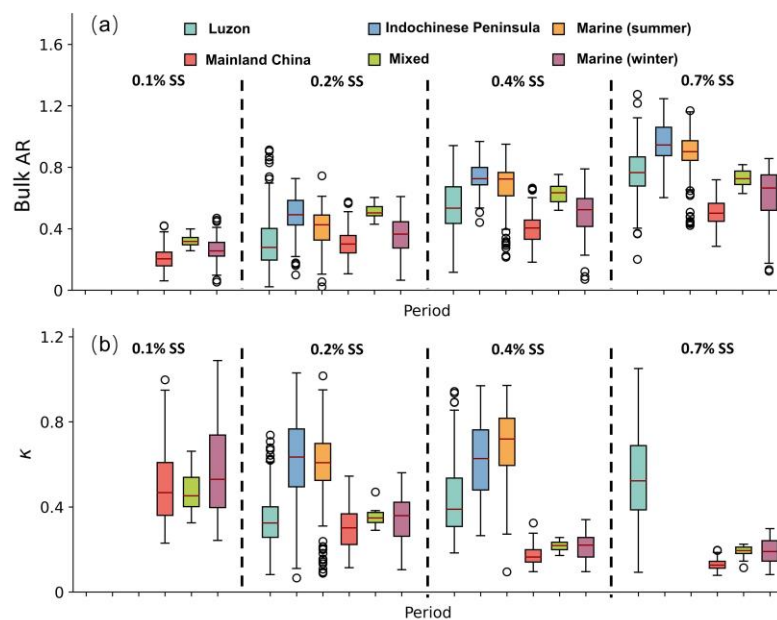 (a)
Luzon
Indochinese Peninsula
Marine (summer)
Mainland China
Mixed
Marine (winter)
0.1% SS
0.2% SS
0.4% SS
0.7% SS
1.6
1.2
0.8
0.4
0
Bulk AR
Period
(b)
0.1% SS
0.2% SS
0.4% SS
0.7% SS
1.2
0.8
0.4
0
κ
Period